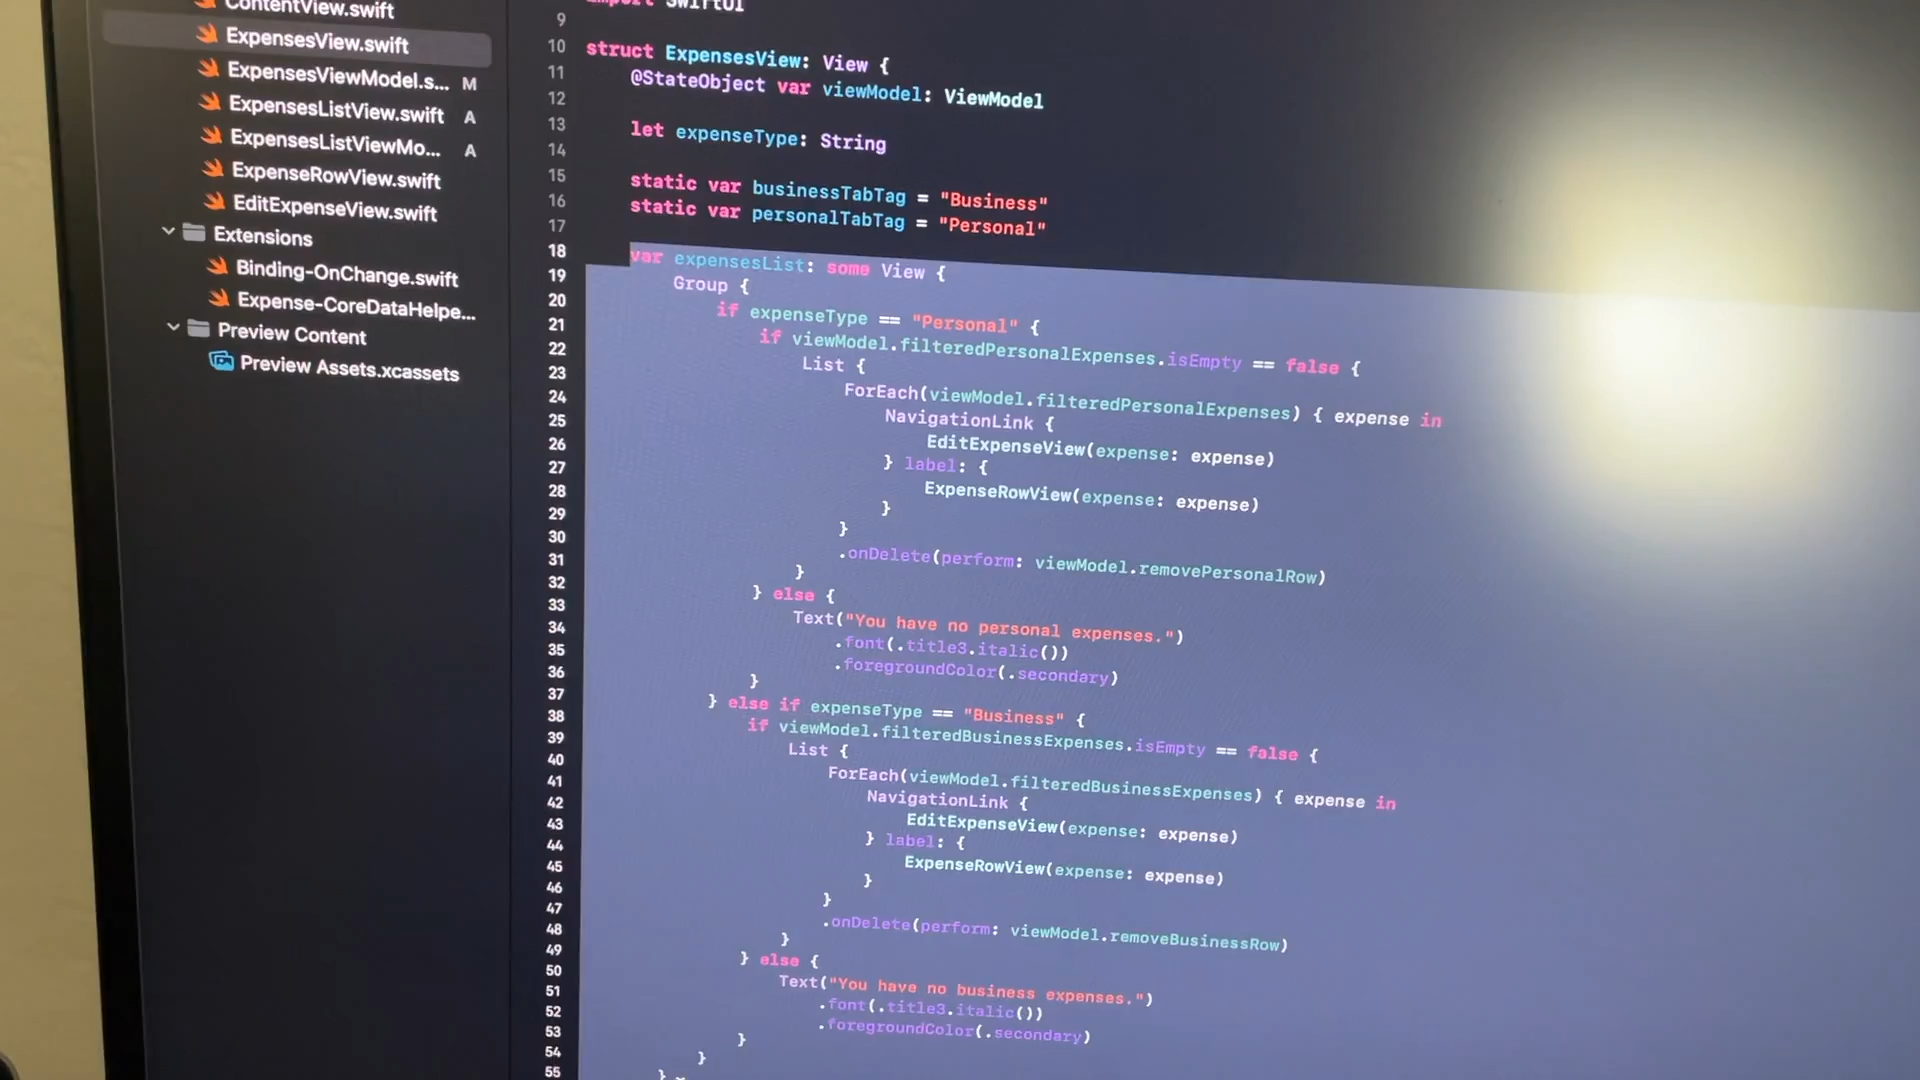 ContentView.swift
ExpensesView.swift
ExpensesViewModel.s... M
ExpensesListView.swift A
ExpensesListViewMo... A
ExpenseRowView.swift
EditExpenseView.swift
Extensions
Binding-OnChange.swift
Expense-CoreDataHelpe...
Preview Content
Preview Assets.xcassets
import SwiftUI
9
10 struct ExpensesView: View {
11 @StateObject var viewModel: ViewModel
12
13 let expenseType: String
14
15 static var businessTabTag = "Business"
16 static var personalTabTag = "Personal"
17
18 var expensesList: some View {
19 Group {
20 if expenseType == "Personal" {
21 if viewModel.filteredPersonalExpenses.isEmpty == false {
22 List {
23 ForEach(viewModel.filteredPersonalExpenses) { expense in
24 NavigationLink {
25 EditExpenseView(expense: expense)
26 } label: {
27 ExpenseRowView(expense: expense)
28 }
29 }
30 .onDelete(perform: viewModel.removePersonalRow)
31 }
32 } else {
33 Text("You have no personal expenses.")
34 .font(.title3.italic())
35 .foregroundColor(.secondary)
36 }
37 } else if expenseType == "Business" {
38 if viewModel.filteredBusinessExpenses.isEmpty == false {
39 List {
40 ForEach(viewModel.filteredBusinessExpenses) { expense in
41 NavigationLink {
42 EditExpenseView(expense: expense)
43 } label: {
44 ExpenseRowView(expense: expense)
45 }
46 }
47 .onDelete(perform: viewModel.removeBusinessRow)
48 }
49 } else {
50 Text("You have no business expenses.")
51 .font(.title3.italic())
52 .foregroundColor(.secondary)
53 }
54 }
55 }